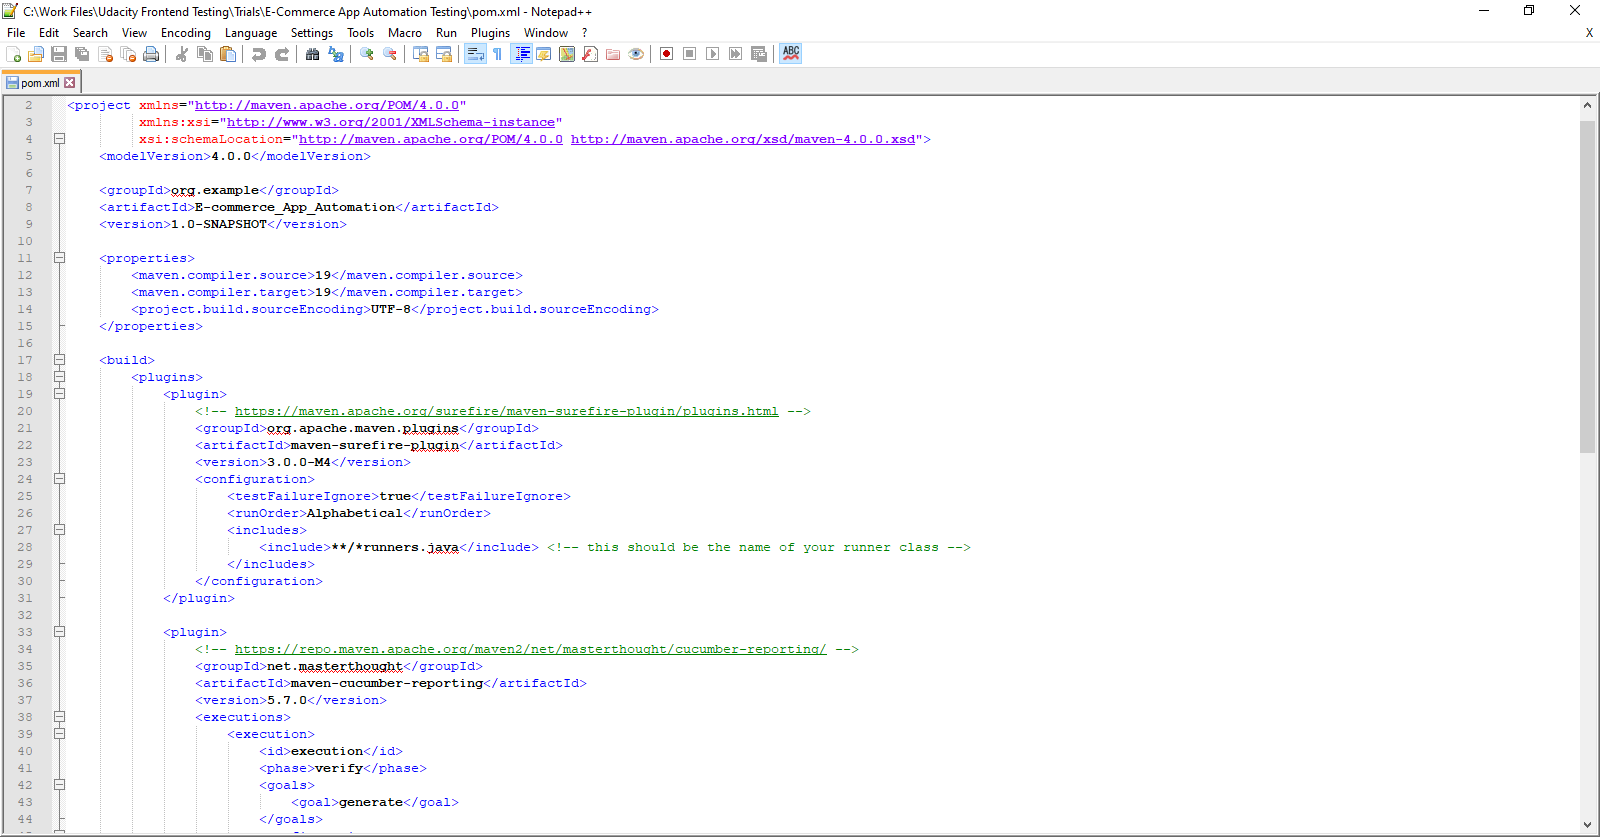 C:\Work Files\Udacity Frontend Testing\Trials\E-Commerce App Automation Testing\pom.xml - Notepad++
File Edit Search View Encoding Language Settings Tools Macro Run Plugins Window ? X
ABC
pom.xml
2 <project xmlns="http://maven.apache.org/POM/4.0.0"
3 xmlns:xsi="http://www.w3.org/2001/XMLSchema-instance"
4 xsi:schemaLocation="http://maven.apache.org/POM/4.0.0 http://maven.apache.org/xsd/maven-4.0.0.xsd">
5 <modelVersion>4.0.0</modelVersion>
6
7 <groupId>org.example</groupId>
8 <artifactId>E-commerce_App_Automation</artifactId>
9 <version>1.0-SNAPSHOT</version>
10
11 <properties>
12 <maven.compiler.source>19</maven.compiler.source>
13 <maven.compiler.target>19</maven.compiler.target>
14 <project.build.sourceEncoding>UTF-8</project.build.sourceEncoding>
15 </properties>
16
17 <build>
18 <plugins>
19 <plugin>
20 <!-- https://maven.apache.org/surefire/maven-surefire-plugin/plugins.html -->
21 <groupId>org.apache.maven.plugins</groupId>
22 <artifactId>maven-surefire-plugin</artifactId>
23 <version>3.0.0-M4</version>
24 <configuration>
25 <testFailureIgnore>true</testFailureIgnore>
26 <runOrder>Alphabetical</runOrder>
27 <includes>
28 <include>**/*runners.java</include> <!-- this should be the name of your runner class -->
29 </includes>
30 </configuration>
31 </plugin>
32
33 <plugin>
34 <!-- https://repo.maven.apache.org/maven2/net/masterthought/cucumber-reporting/ -->
35 <groupId>net.masterthought</groupId>
36 <artifactId>maven-cucumber-reporting</artifactId>
37 <version>5.7.0</version>
38 <executions>
39 <execution>
40 <id>execution</id>
41 <phase>verify</phase>
42 <goals>
43 <goal>generate</goal>
44 </goals>